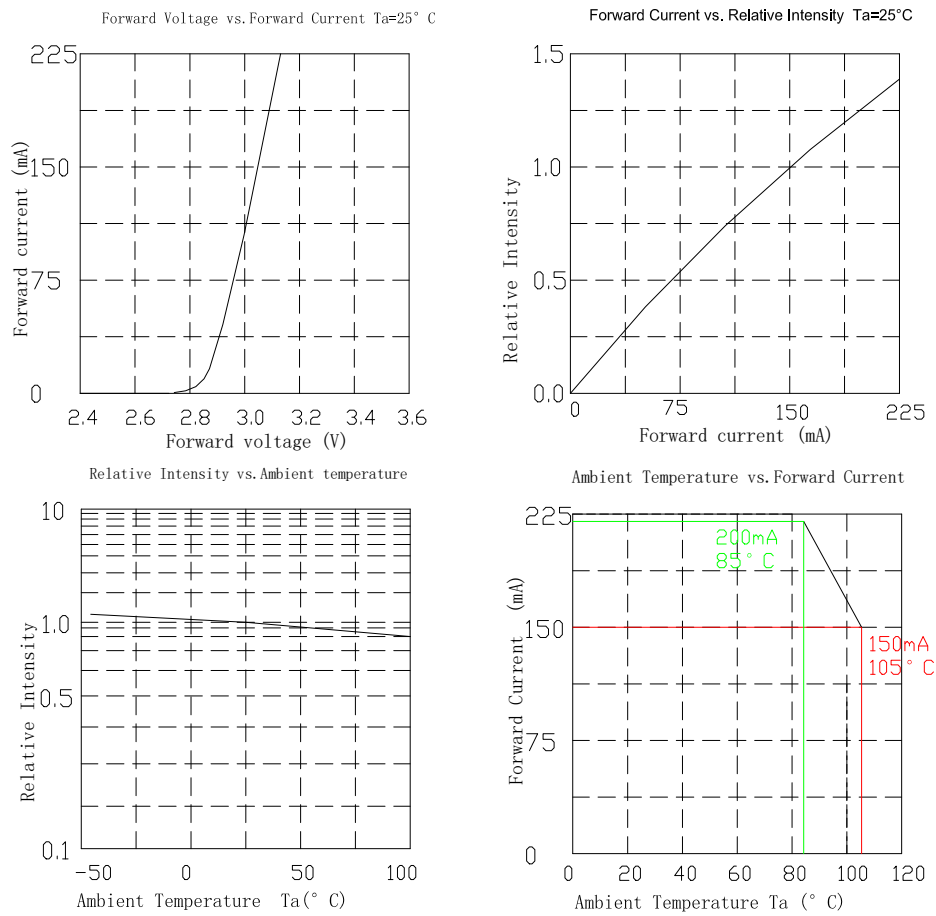 Forward Voltage vs.Forward Current Ta=25° C
225
150
75
0
2.4
2.6
2.8
3.0
3.2
3.4
3.6
Forward current (mA)
Forward voltage (V)
Forward Current vs. Relative Intensity Ta=25°C
1.5
1.0
0.5
0.0
0
75
150
225
Relative Intensity
Forward current (mA)
Relative Intensity vs.Ambient temperature
10
1.0
0.5
0.1
-50
0
50
100
Relative Intensity
Ambient Temperature Ta(° C)
Ambient Temperature vs.Forward Current
225
150
75
0
0
20
40
60
80
100
120
200mA
85° C
150mA
105° C
Forward Current (mA)
Ambient Temperature Ta (° C)